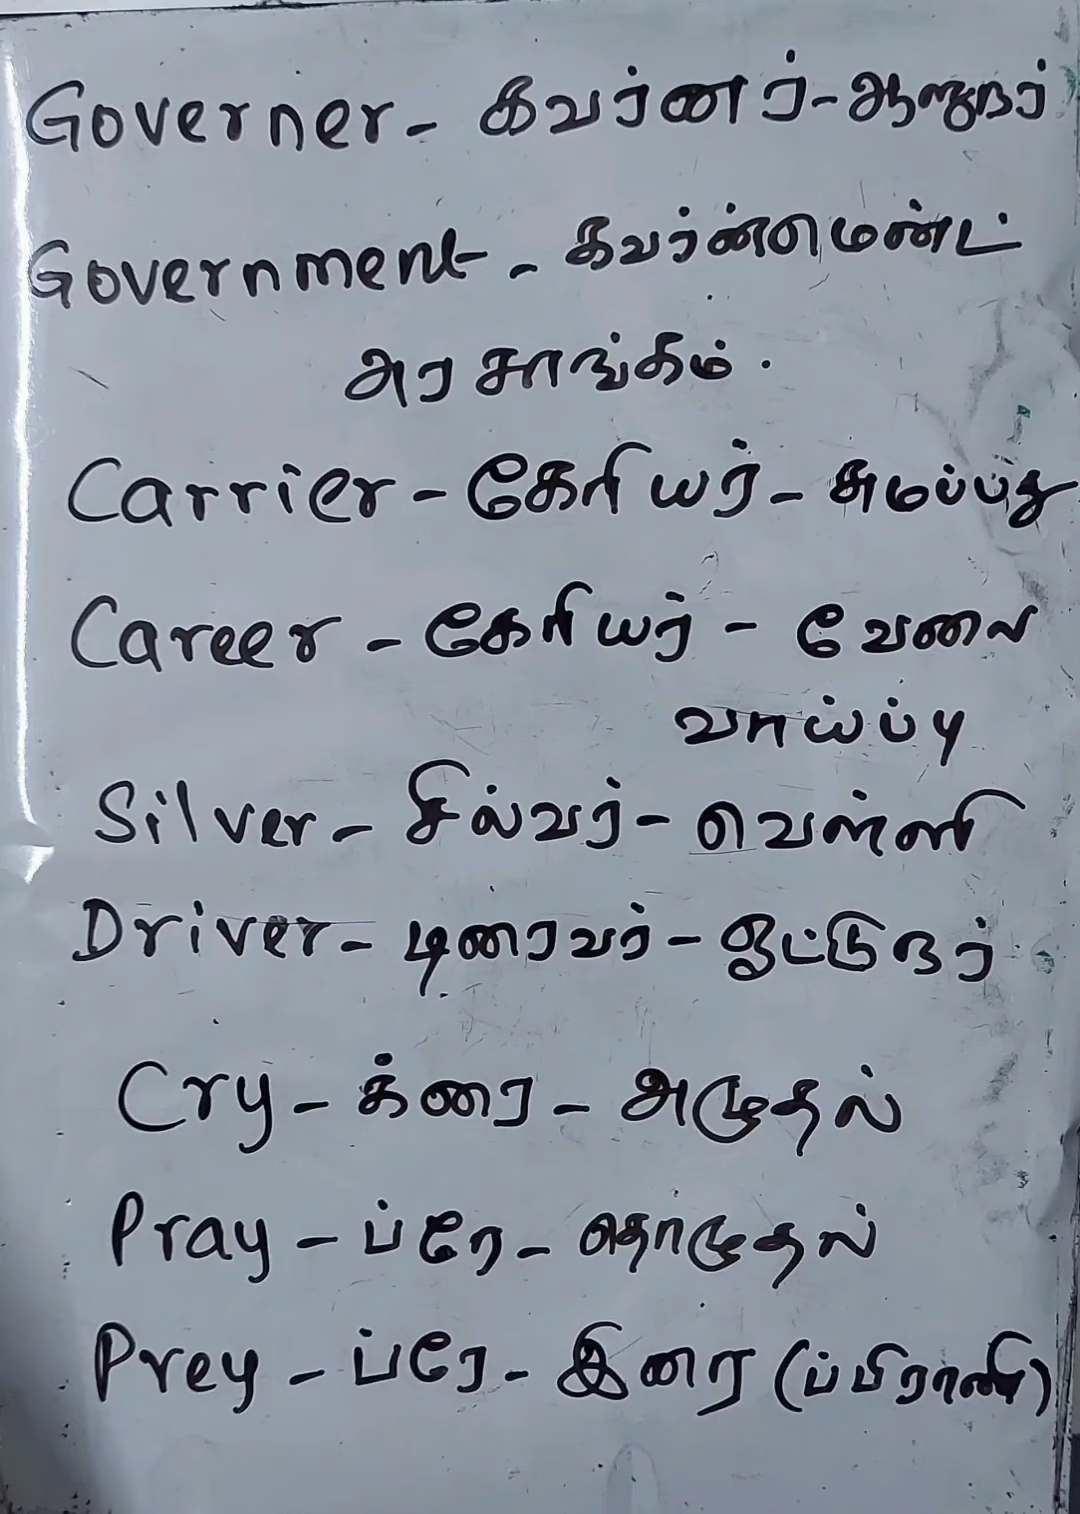 Governer - கவர்னர் - ஆளுநர்
Government - கவர்ன்மெண்ட்
அரசாங்கம்.
Carrier - கேரியர் - சுமப்பது
Career - கேரியர் - வேலை
வாய்ப்பு
Silver - சில்வர் - வெள்ளி
Driver - டிரைவர் - ஓட்டுநர்
Cry - க்ரை - அழுதல்
Pray - ப்ரே - தொழுதல்
Prey - ப்ரே - இரை (ப்பிராணி)